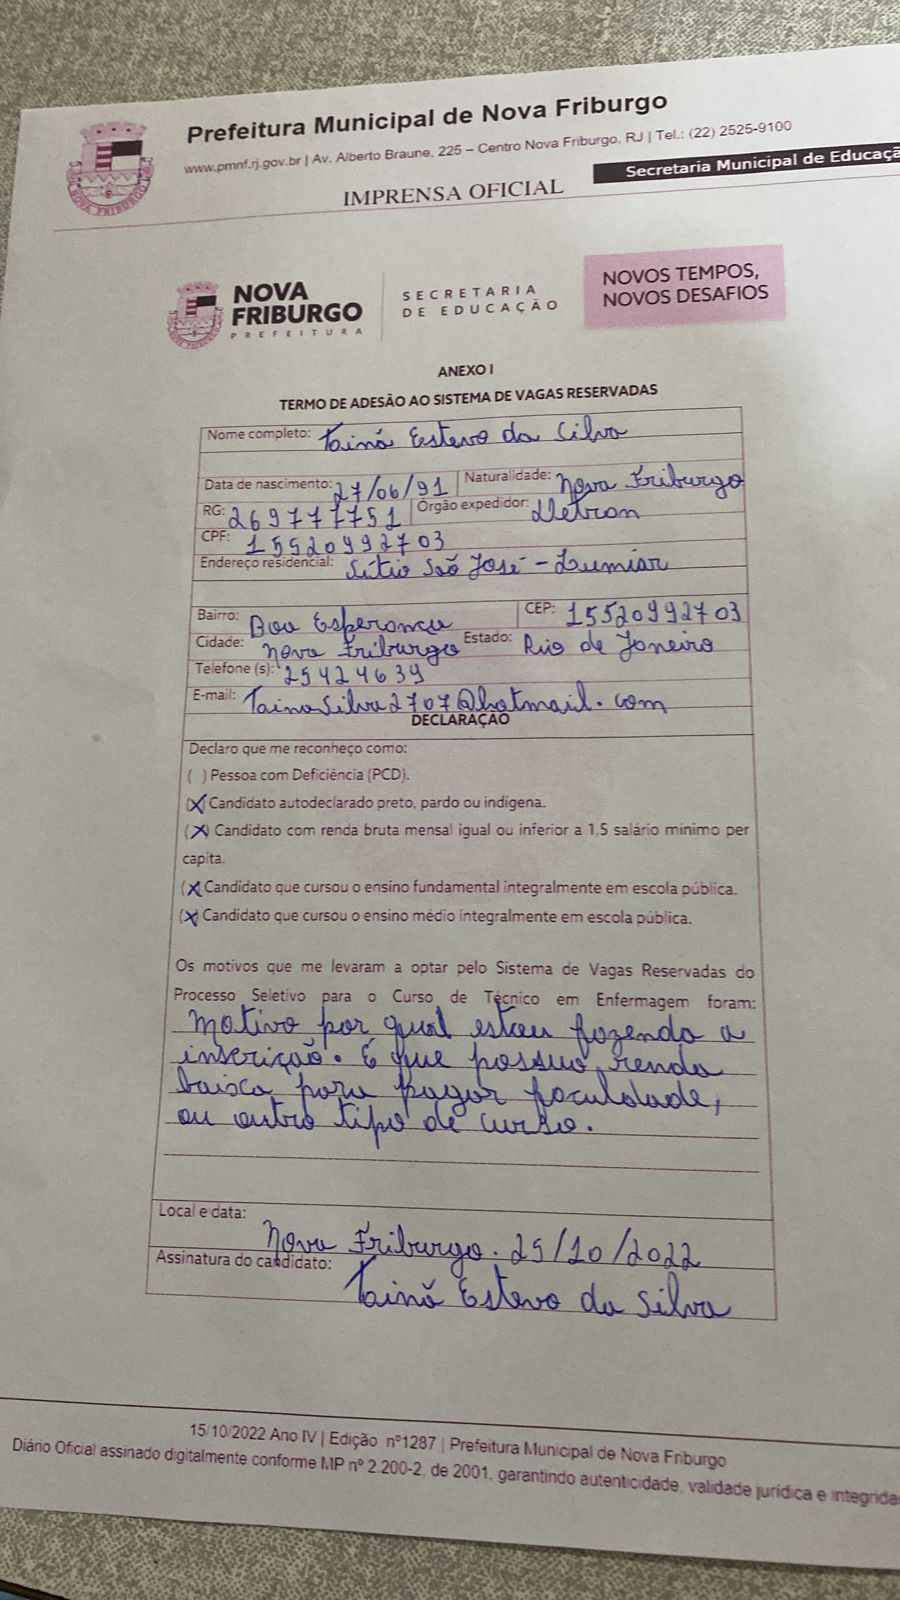 Prefeitura Municipal de Nova Friburgo
www.pmnf.rj.gov.br | Av. Alberto Braune, 225 – Centro Nova Friburgo, RJ | Tel.: (22) 2525-9100
Secretaria Municipal de Educaçã
IMPRENSA OFICIAL
NOVA FRIBURGO
NOVA
FRIBURGO
PREFEITURA
SECRETARIA
DE EDUCAÇÃO
NOVOS TEMPOS,
NOVOS DESAFIOS
ANEXO I
TERMO DE ADESÃO AO SISTEMA DE VAGAS RESERVADAS
Nome completo: Tainá Estevo da Silva
Data de nascimento: 27/06/91 Naturalidade: Nova Friburgo
RG: 269777751 Órgão expedidor: Detran
CPF: 15520992703
Endereço residencial: Sítio São José - Lumiar
Bairro: Boa Esperança CEP: 15520992703
Cidade: Nova Friburgo Estado: Rio de Janeiro
Telefone (s): 25424639
E-mail: Tainasilva2707@hotmail.com
DECLARAÇÃO
Declaro que me reconheço como:
( ) Pessoa com Deficiência (PCD).
(X) Candidato autodeclarado preto, pardo ou indígena.
(X) Candidato com renda bruta mensal igual ou inferior a 1,5 salário mínimo per
capita.
(X) Candidato que cursou o ensino fundamental integralmente em escola pública.
(X) Candidato que cursou o ensino médio integralmente em escola pública.
Os motivos que me levaram a optar pelo Sistema de Vagas Reservadas do
Processo Seletivo para o Curso de Técnico em Enfermagem foram:
Motivo por qual estou fazendo a
inscrição. É que possuo renda
baixa para pagar faculdade,
ou outro tipo de curso.
Local e data:
Nova Friburgo. 25/10/2022
Assinatura do candidato: Tainá Estevo da Silva
15/10/2022 Ano IV | Edição nº1287 | Prefeitura Municipal de Nova Friburgo
Diário Oficial assinado digitalmente conforme MP nº 2.200-2, de 2001, garantindo autenticidade, validade jurídica e integrida